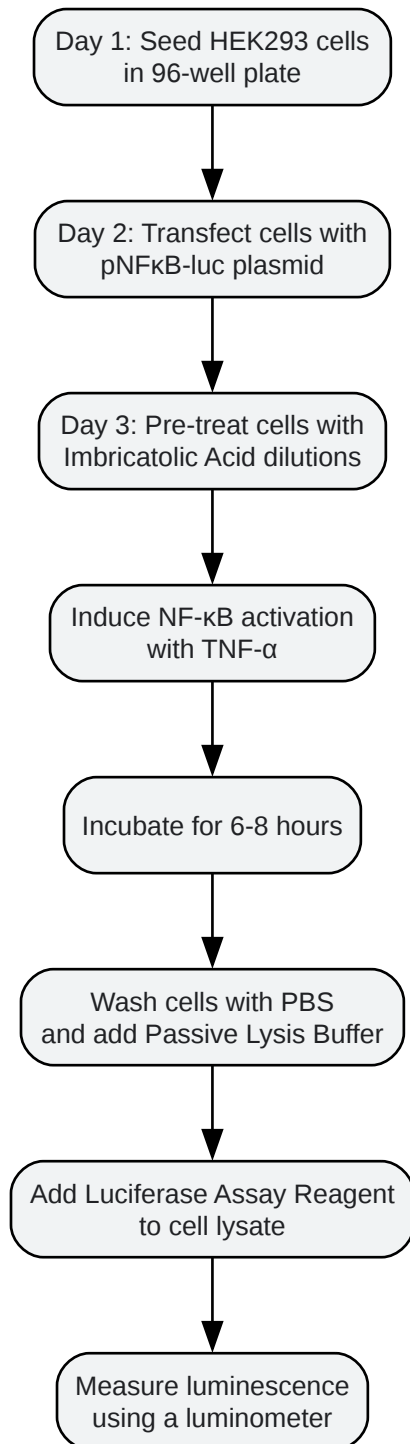 Day 1: Seed HEK293 cells
in 96-well plate
Day 2: Transfect cells with
pNFκB-luc plasmid
Day 3: Pre-treat cells with
Imbricatolic Acid dilutions
Induce NF-κB activation
with TNF-α
Incubate for 6-8 hours
Wash cells with PBS
and add Passive Lysis Buffer
Add Luciferase Assay Reagent
to cell lysate
Measure luminescence
using a luminometer